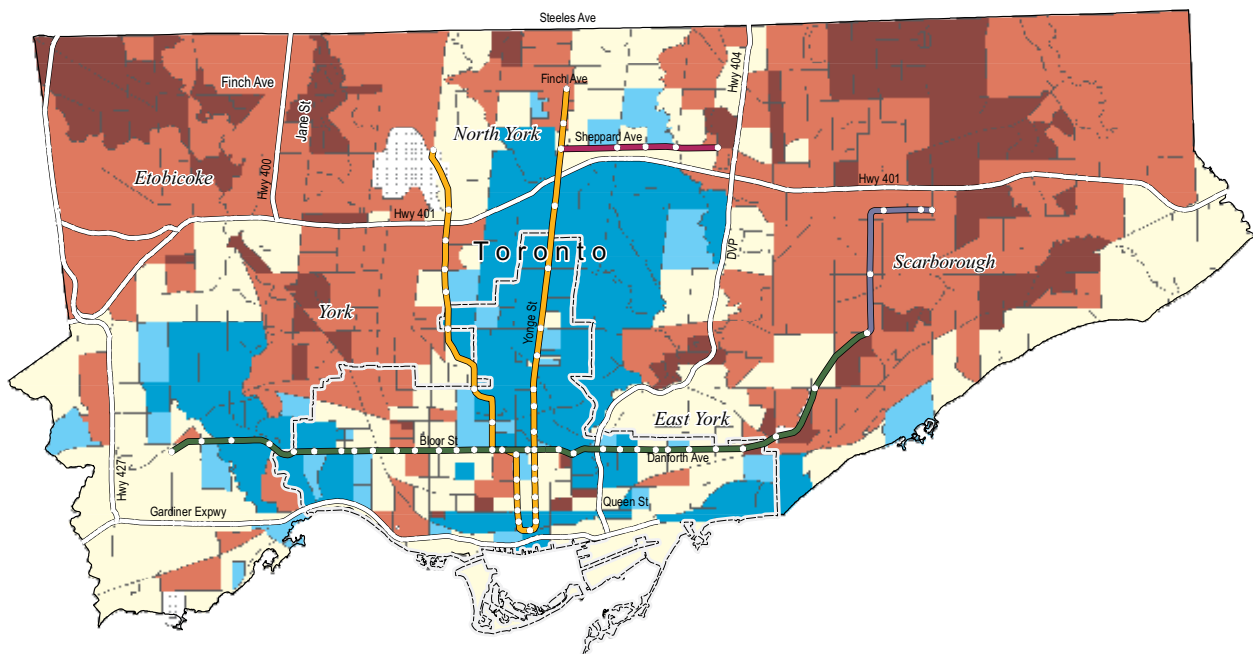 Steeles Ave
Finch Ave
Finch Ave
Hwy 404
Jane St
North York
Sheppard Ave
Etobicoke
Hwy 400
Hwy 401
Hwy 401
Toronto
DVP
Scarborough
York
Yonge St
East York
Bloor St
Danforth Ave
Hwy 427
Gardiner Expwy
Queen St